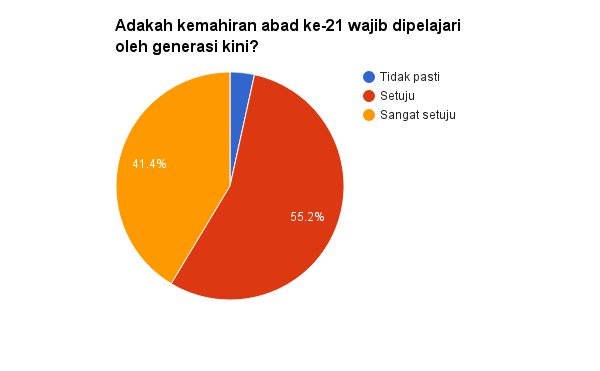 Adakah kemahiran abad ke-21 wajib dipelajari
oleh generasi kini?
Tidak pasti
Setuju
Sangat setuju
41.4%
55.2%